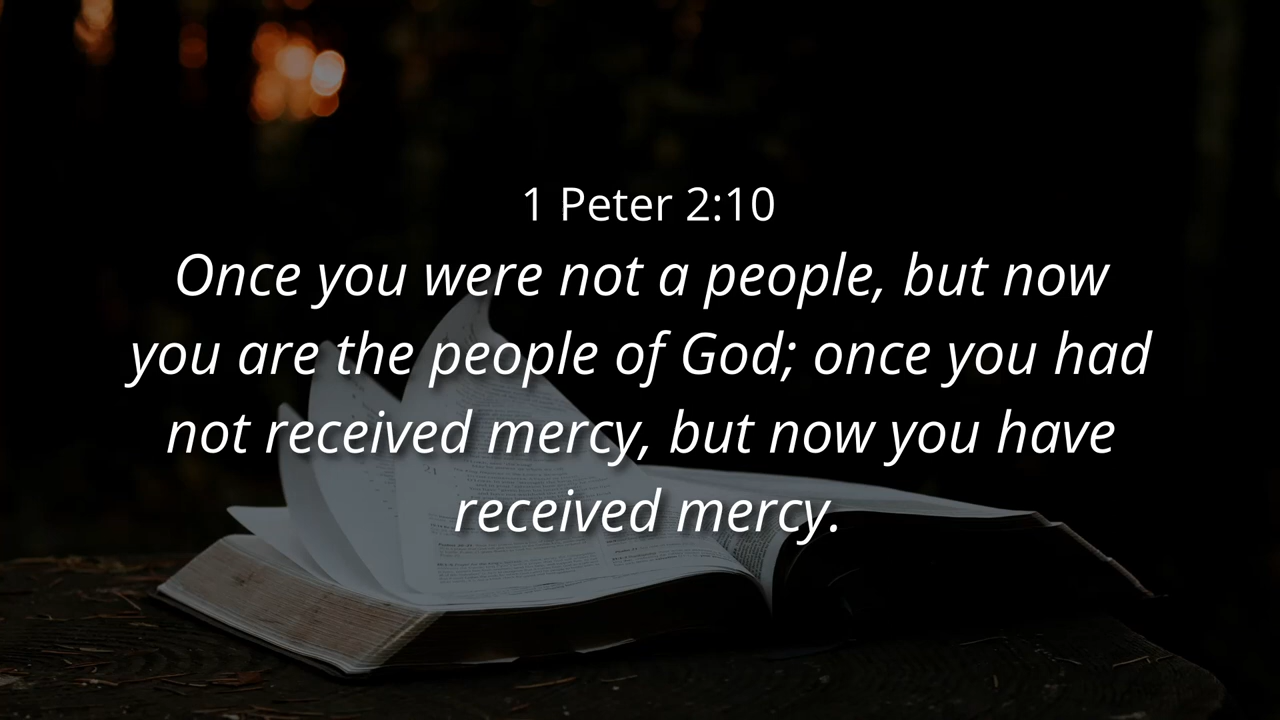 1 Peter 2:10
Once you were not a people, but now
you are the people of God; once you had
not received mercy, but now you have
received mercy.